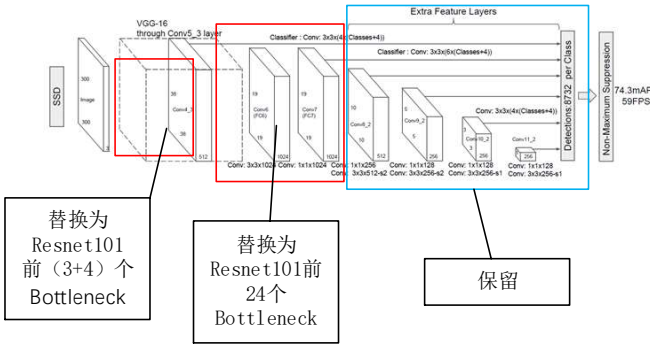 Extra Feature Layers
VGG-16
through Conv5_3 layer
Classifier : Conv: 3x3x(4x(Classes+4))
Classifier : Conv: 3x3x(6x(Classes+4))
SSD
300
Image
300
3
38
Conv4_3
38
512
19
Conv6
(FC6)
19
1024
19
Conv7
(FC7)
19
1024
10
Conv8_2
10
512
5
Conv9_2
5
256
Conv: 3x3x(4x(Classes+4))
3
Conv10_2
3
256
Conv11_2
256
Detections:8732 per Class
Non-Maximum Suppression
74.3mAP
59FPS
Conv: 3x3x1024
Conv: 1x1x1024
Conv: 1x1x256
Conv: 3x3x512-s2
Conv: 1x1x128
Conv: 3x3x256-s2
Conv: 1x1x128
Conv: 3x3x256-s1
Conv: 1x1x128
Conv: 3x3x256-s1
替换为
Resnet101
前（3+4）个
Bottleneck
替换为
Resnet101前
24个
Bottleneck
保留